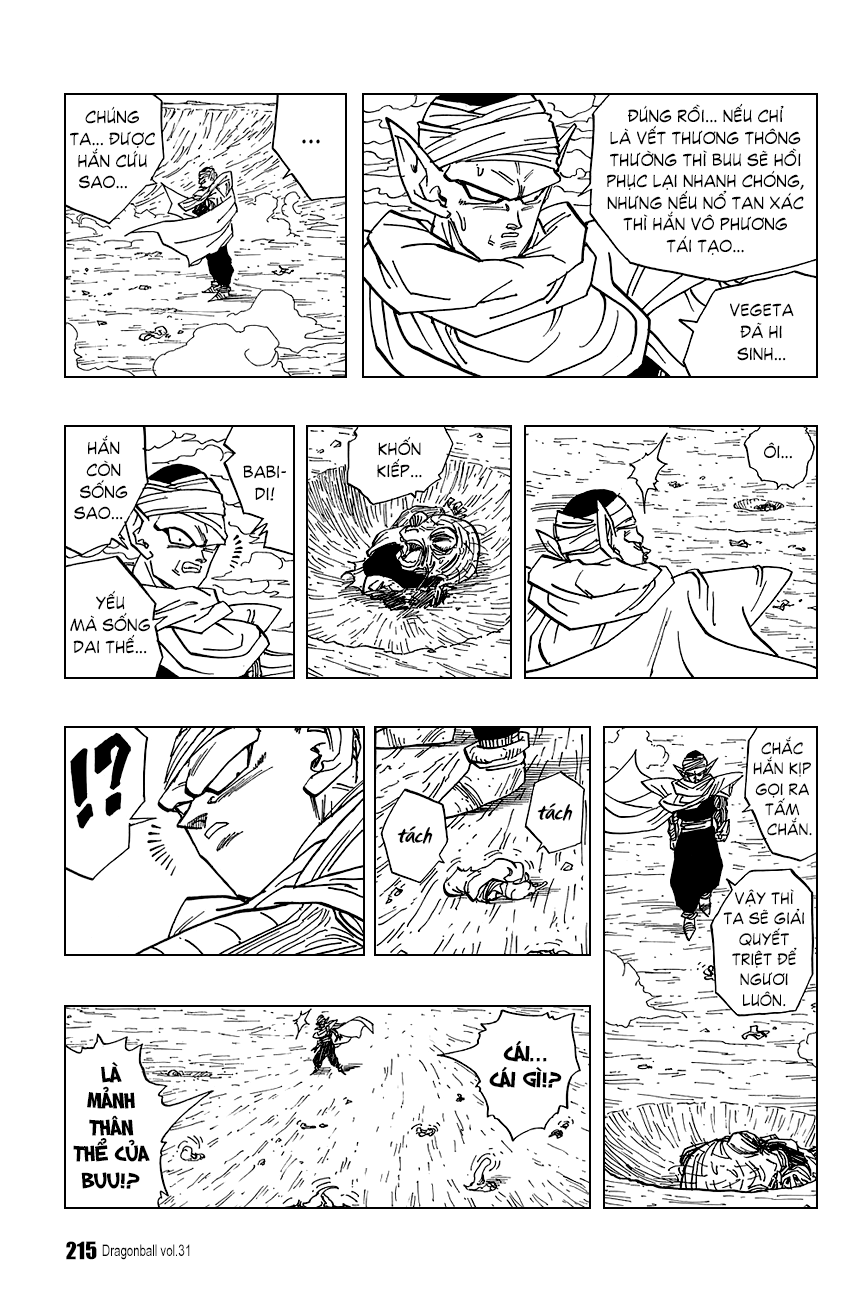 ĐÚNG RỒI... NẾU CHỈ
LÀ VẾT THƯƠNG THÔNG
THƯỜNG THÌ BUU SẼ HỒI
PHỤC LẠI NHANH CHÓNG,
NHƯNG NẾU NỔ TAN XÁC
THÌ HẮN VÔ PHƯƠNG
TÁI TẠO...
VEGETA
ĐÃ HI
SINH...
...
CHÚNG
TA... ĐƯỢC
HẮN CỨU
SAO...
ÔI...
KHỐN
KIẾP...
BABI-
DI!
HẮN
CÒN
SỐNG
SAO...
YẾU
MÀ SỐNG
DAI THẾ...
CHẮC
HẮN KỊP
GỌI RA
TẤM
CHẮN.
VẬY THÌ
TA SẼ GIẢI
QUYẾT
TRIỆT ĐỂ
NGƯƠI
LUÔN.
tách
tách
!?
CÁI...
CÁI GÌ!?
LÀ
MẢNH
THÂN
THỂ CỦA
BUU!?
215 Dragonball vol.31